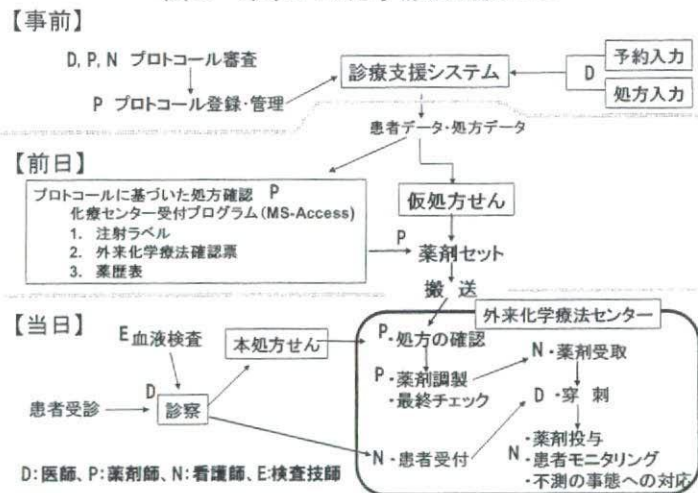 【事前】
D, P, N プロトコール審査
P プロトコール登録・管理
診療支援システム
D
予約入力
処方入力
患者データ・処方データ
【前日】
プロトコールに基づいた処方確認 P
化療センター受付プログラム(MS-Access)
1. 注射ラベル
2. 外来化学療法確認票
3. 薬歴表
仮処方せん
P
薬剤セット
搬 送
【当日】
E血液検査
本処方せん
患者受診
D
診察
外来化学療法センター
P・処方の確認
P・薬剤調製
・最終チェック
N・薬剤受取
D・穿 刺
N・患者受付
N
・薬剤投与
・患者モニタリング
・不測の事態への対応
D:医師、P:薬剤師、N:看護師、E:検査技師